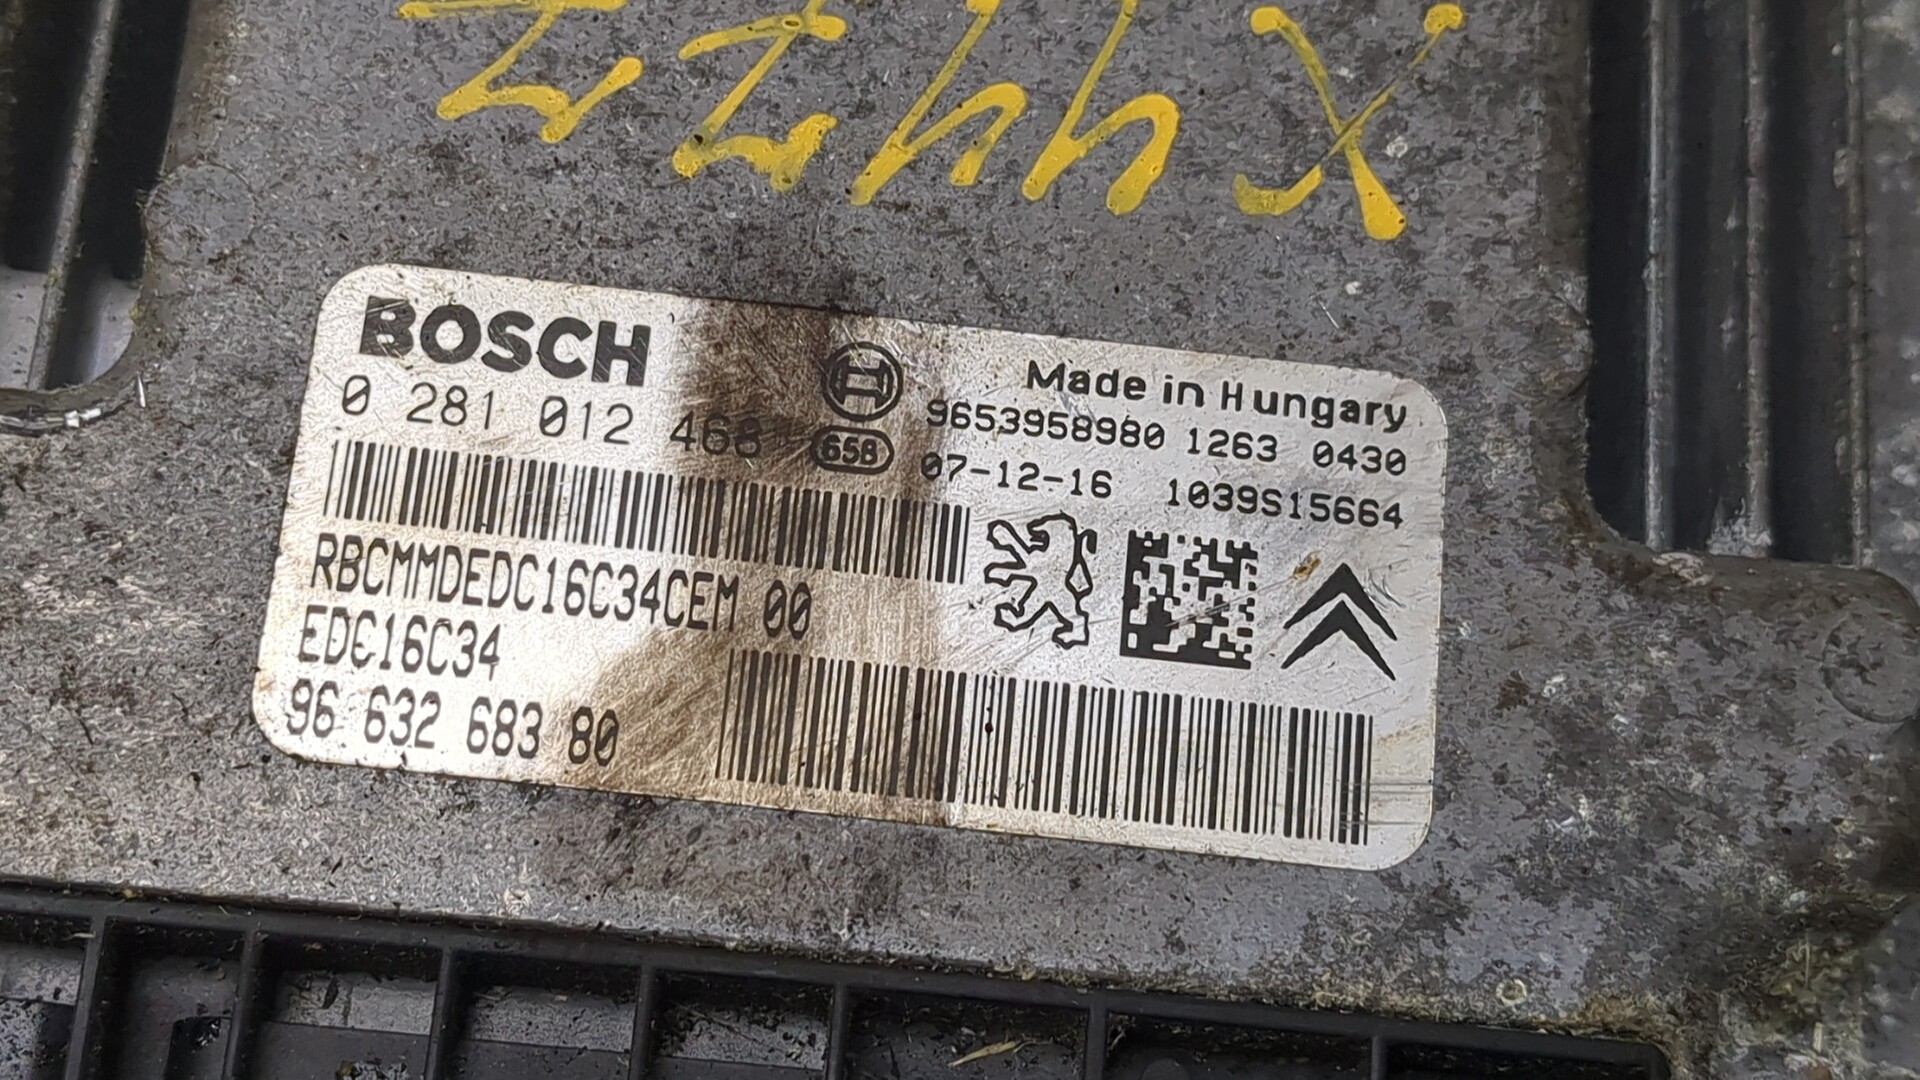 BOSCH
0 281 012 468
658
Made in Hungary
9653958980 1263 0430
07-12-16 1039S15664
RBCMMDEDC16C34CEM 00
EDC16C34
96 632 683 80